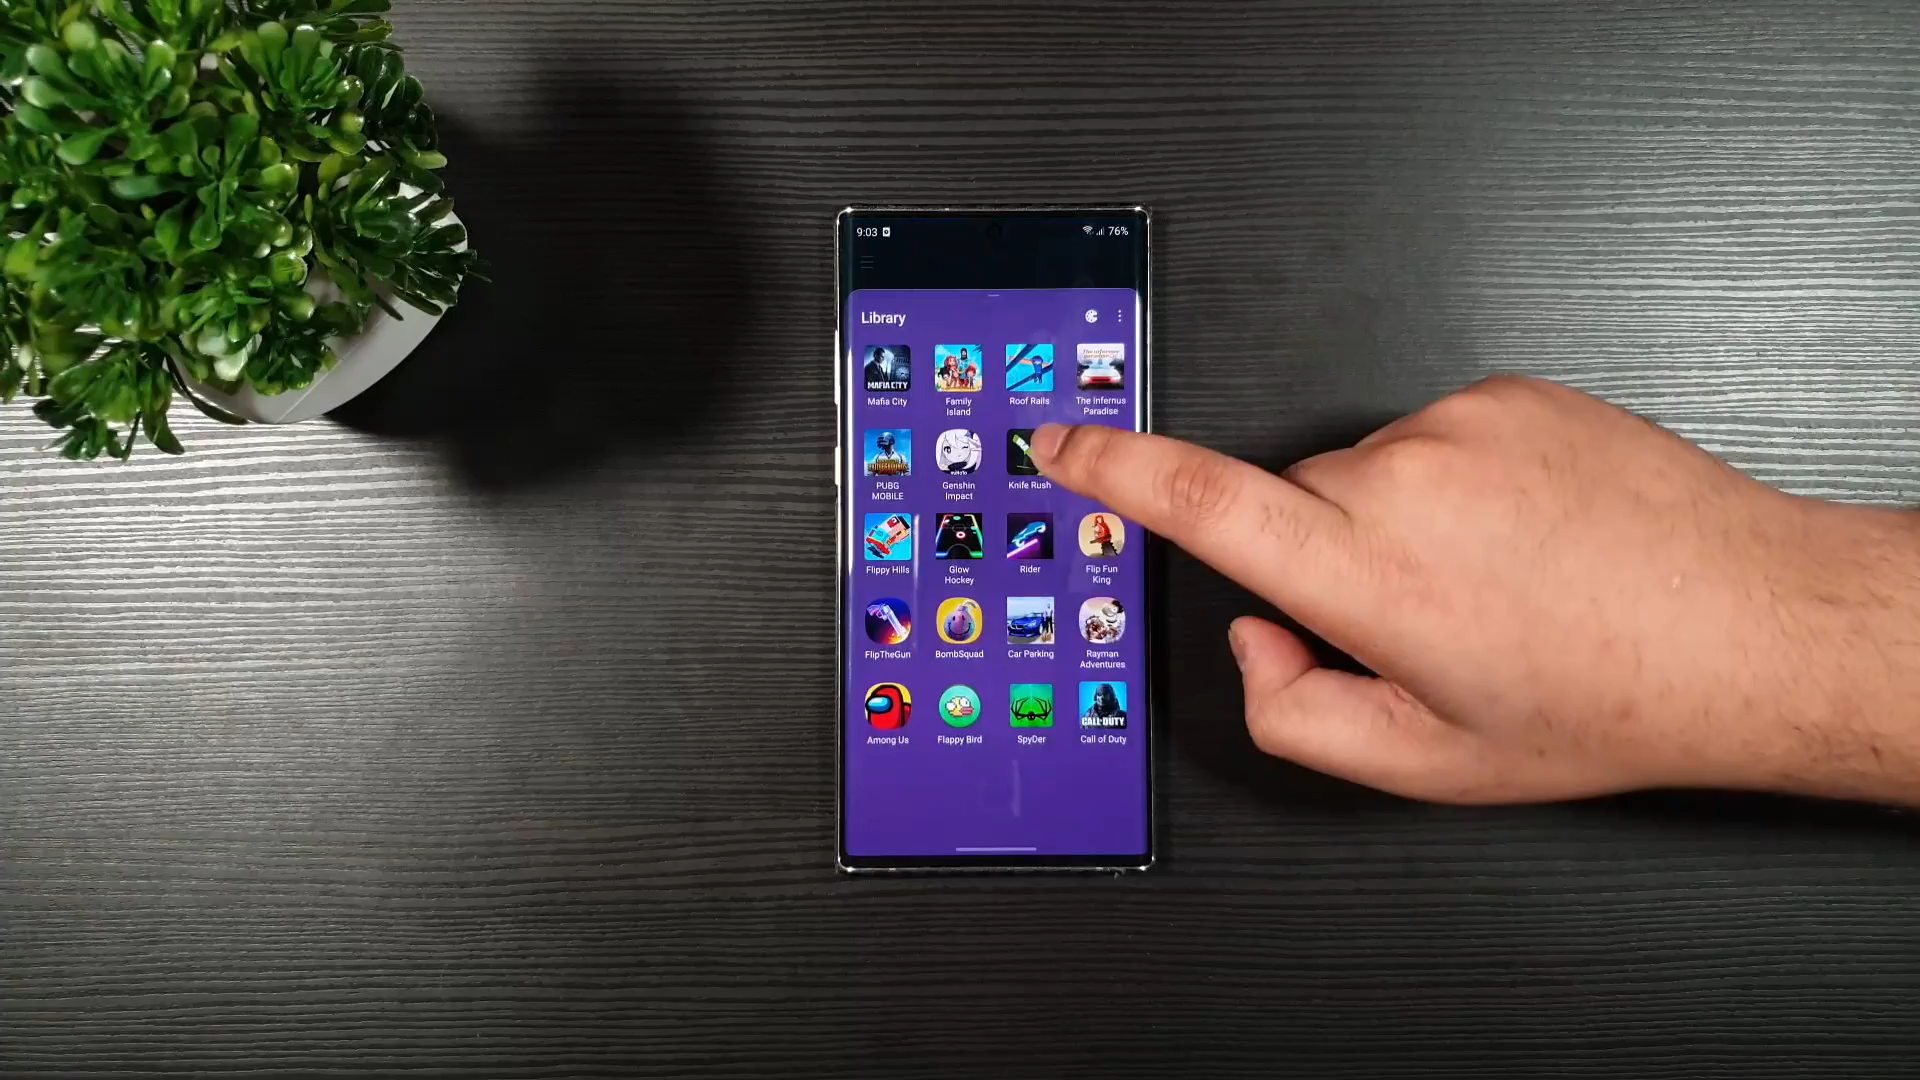 9:03
76%
Library
MAFIA CITY
Mafia City
Family
Island
Roof Rails
The Infernus
Paradise
PUBG
MOBILE
Genshin
Impact
Knife Rush
Flippy Hills
Glow
Hockey
Rider
Flip Fun
King
FlipTheGun
BombSquad
Car Parking
Rayman
Adventures
CALL·DUTY
Among Us
Flappy Bird
SpyDer
Call of Duty